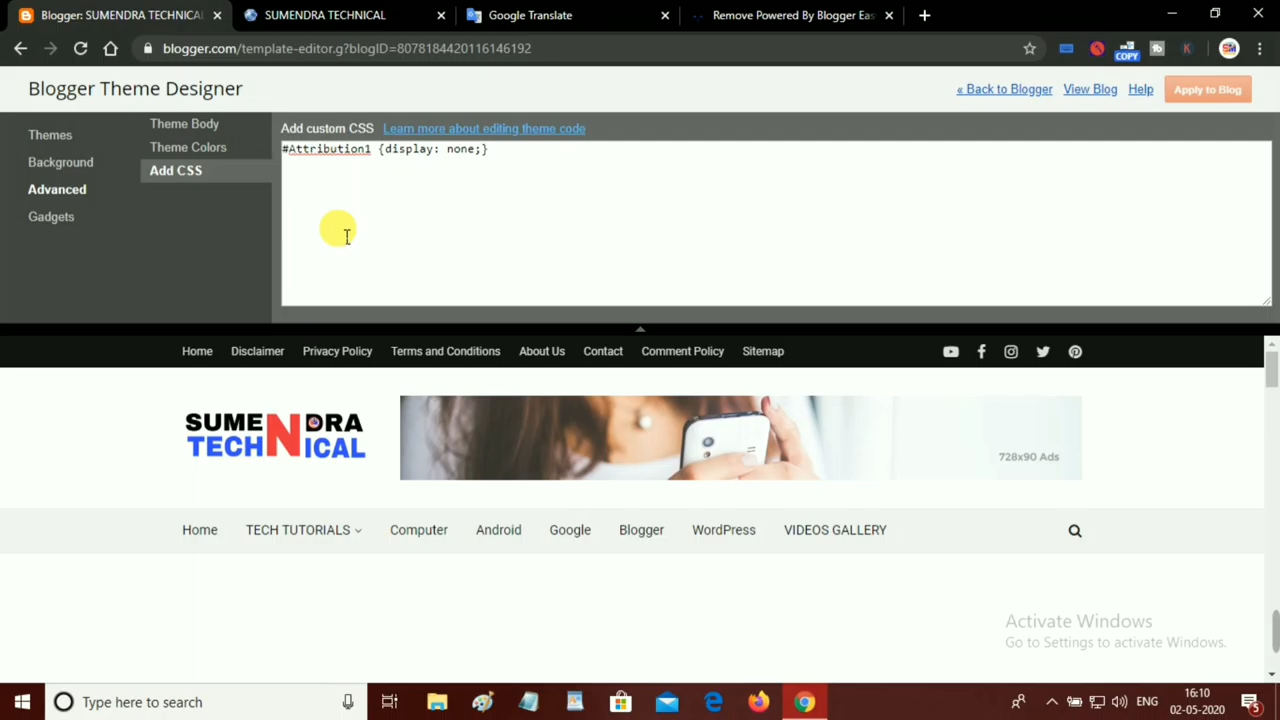 Blogger: SUMENDRA TECHNICAL
SUMENDRA TECHNICAL
Google Translate
Remove Powered By Blogger Eas
blogger.com/template-editor.g?blogID=8078184420116146192
COPY
K
SM
Blogger Theme Designer
« Back to Blogger
View Blog
Help
Apply to Blog
Themes
Background
Advanced
Gadgets
Theme Body
Theme Colors
Add CSS
Add custom CSS
Learn more about editing theme code
#Attribution1 {display: none;}
Home
Disclaimer
Privacy Policy
Terms and Conditions
About Us
Contact
Comment Policy
Sitemap
SUMENDRA
TECHNICAL
728x90 Ads
Home
TECH TUTORIALS
Computer
Android
Google
Blogger
WordPress
VIDEOS GALLERY
Activate Windows
Go to Settings to activate Windows.
Type here to search
ENG
16:10
02-05-2020
5